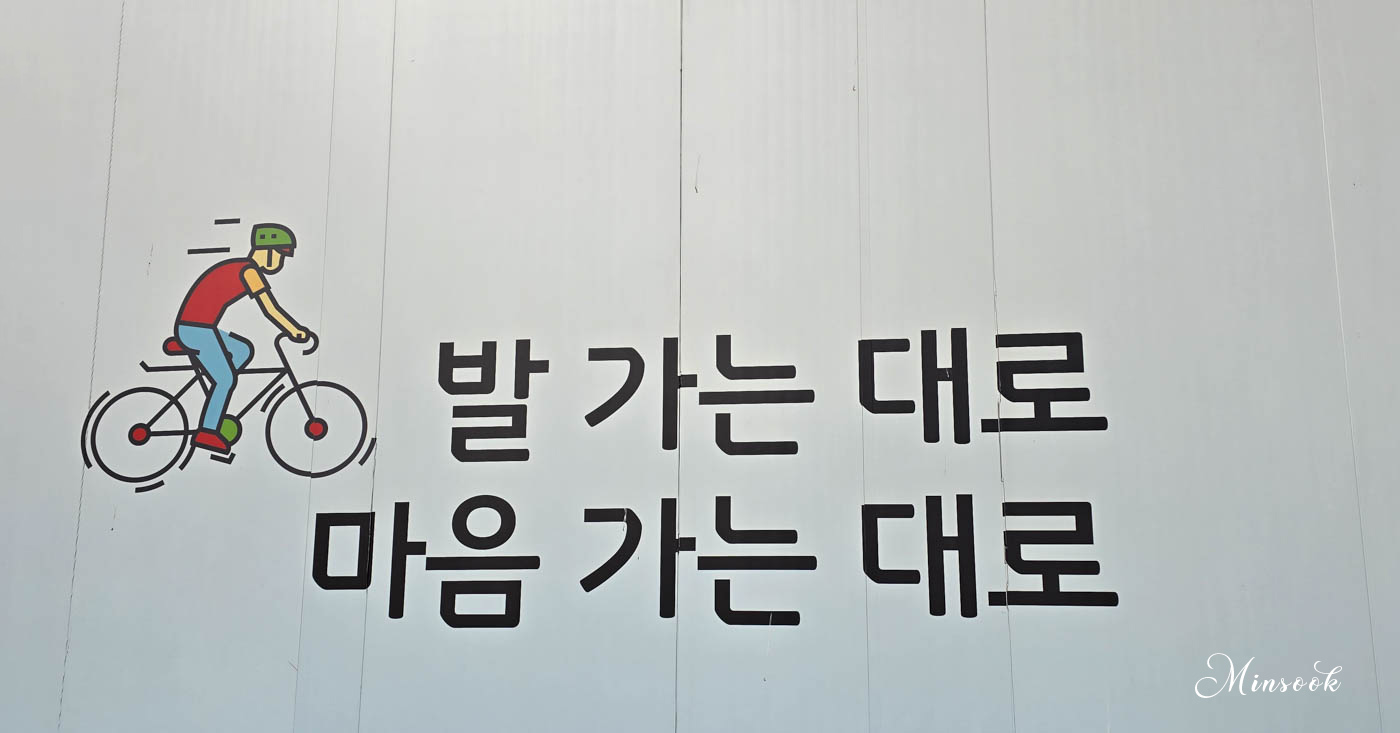 발 가는 대로
마음 가는 대로
Minsook